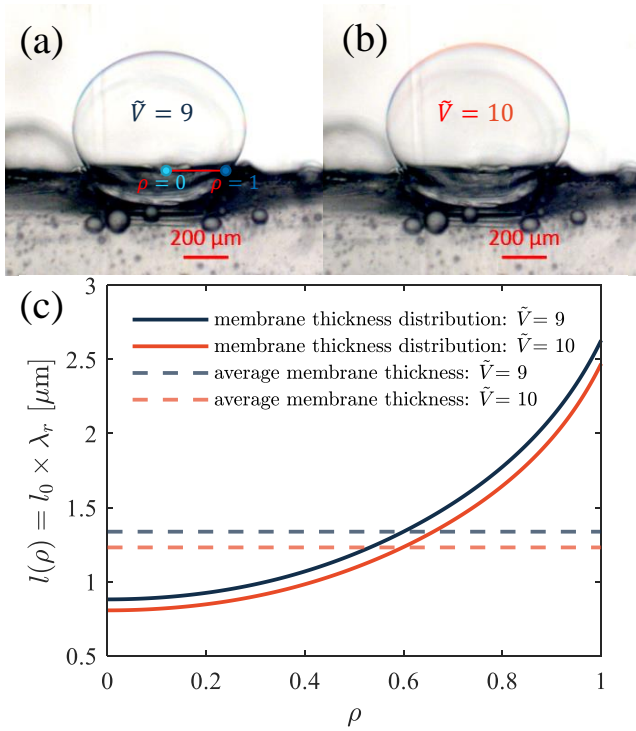 (a)
Ṽ = 9
ρ = 0
ρ = 1
200 μm
(b)
Ṽ = 10
200 μm
(c)
membrane thickness distribution: Ṽ = 9
membrane thickness distribution: Ṽ = 10
average membrane thickness: Ṽ = 9
average membrane thickness: Ṽ = 10
l(ρ) = l₀ × λᵣ [μm]
3
2.5
2
1.5
1
0.5
0 0.2 0.4 0.6 0.8 1
ρ